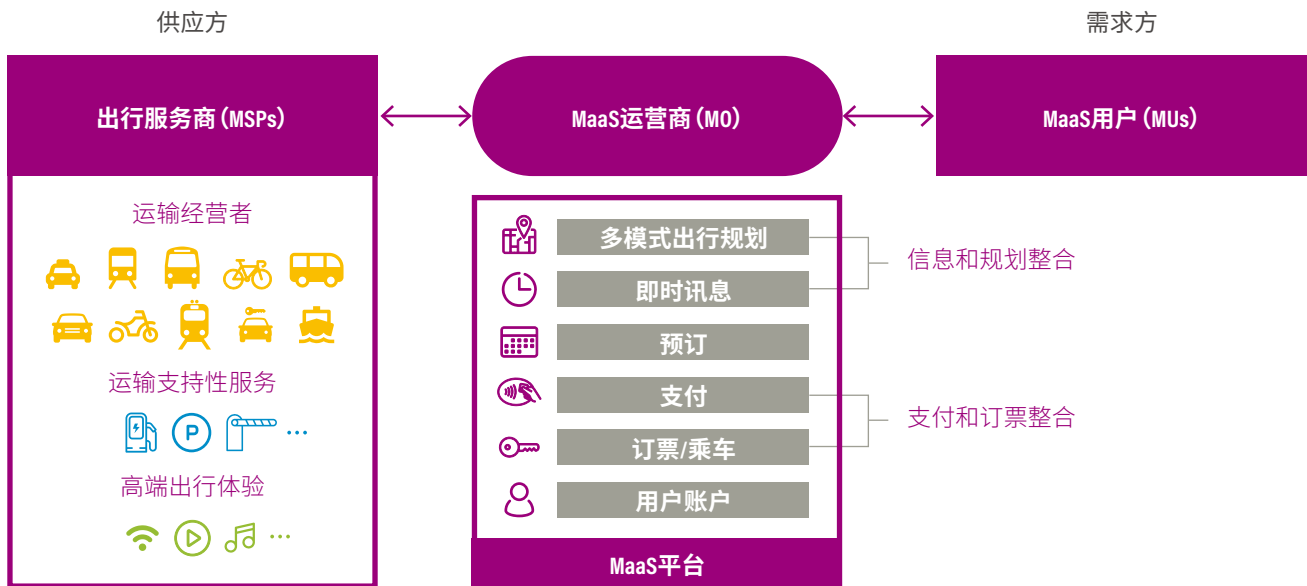 供应方
需求方
出行服务商（MSPs）
MaaS运营商（MO）
MaaS用户（MUs）
运输经营者
运输支持性服务
P
...
高端出行体验
...
多模式出行规划
即时讯息
预订
支付
订票/乘车
用户账户
MaaS平台
信息和规划整合
支付和订票整合